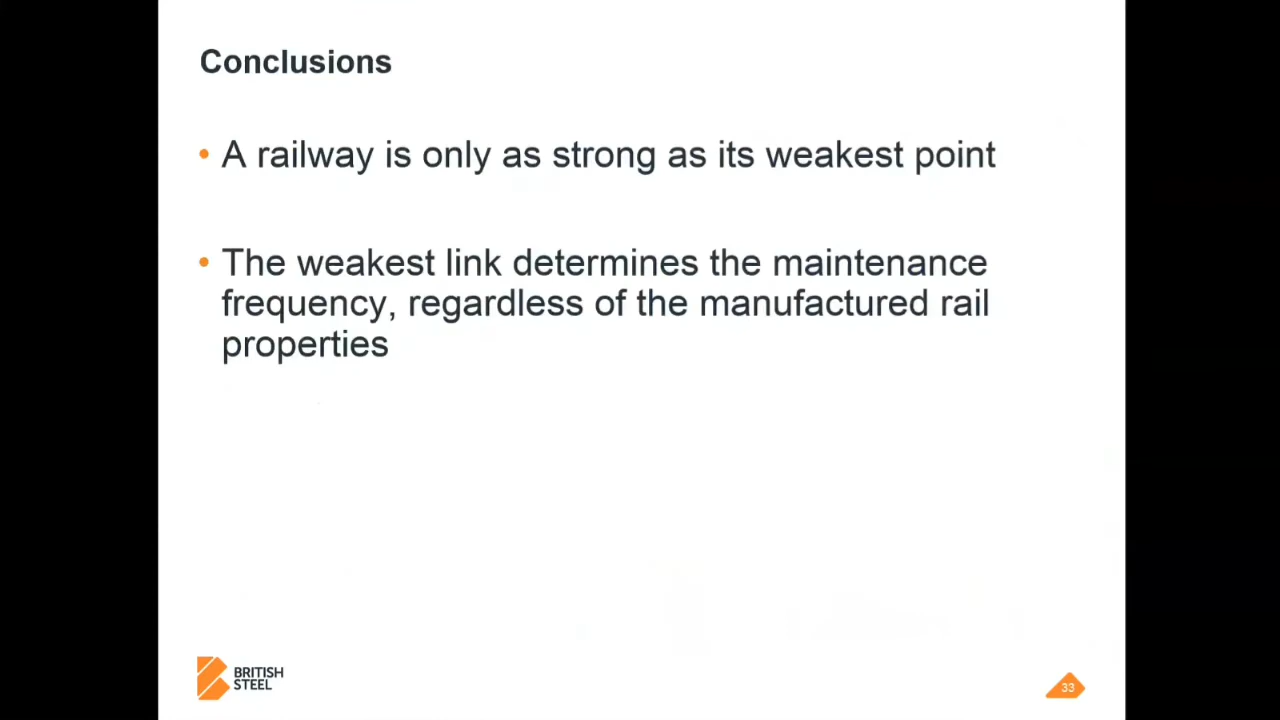 Conclusions
• A railway is only as strong as its weakest point
• The weakest link determines the maintenance
frequency, regardless of the manufactured rail
properties
BRITISH
STEEL
33